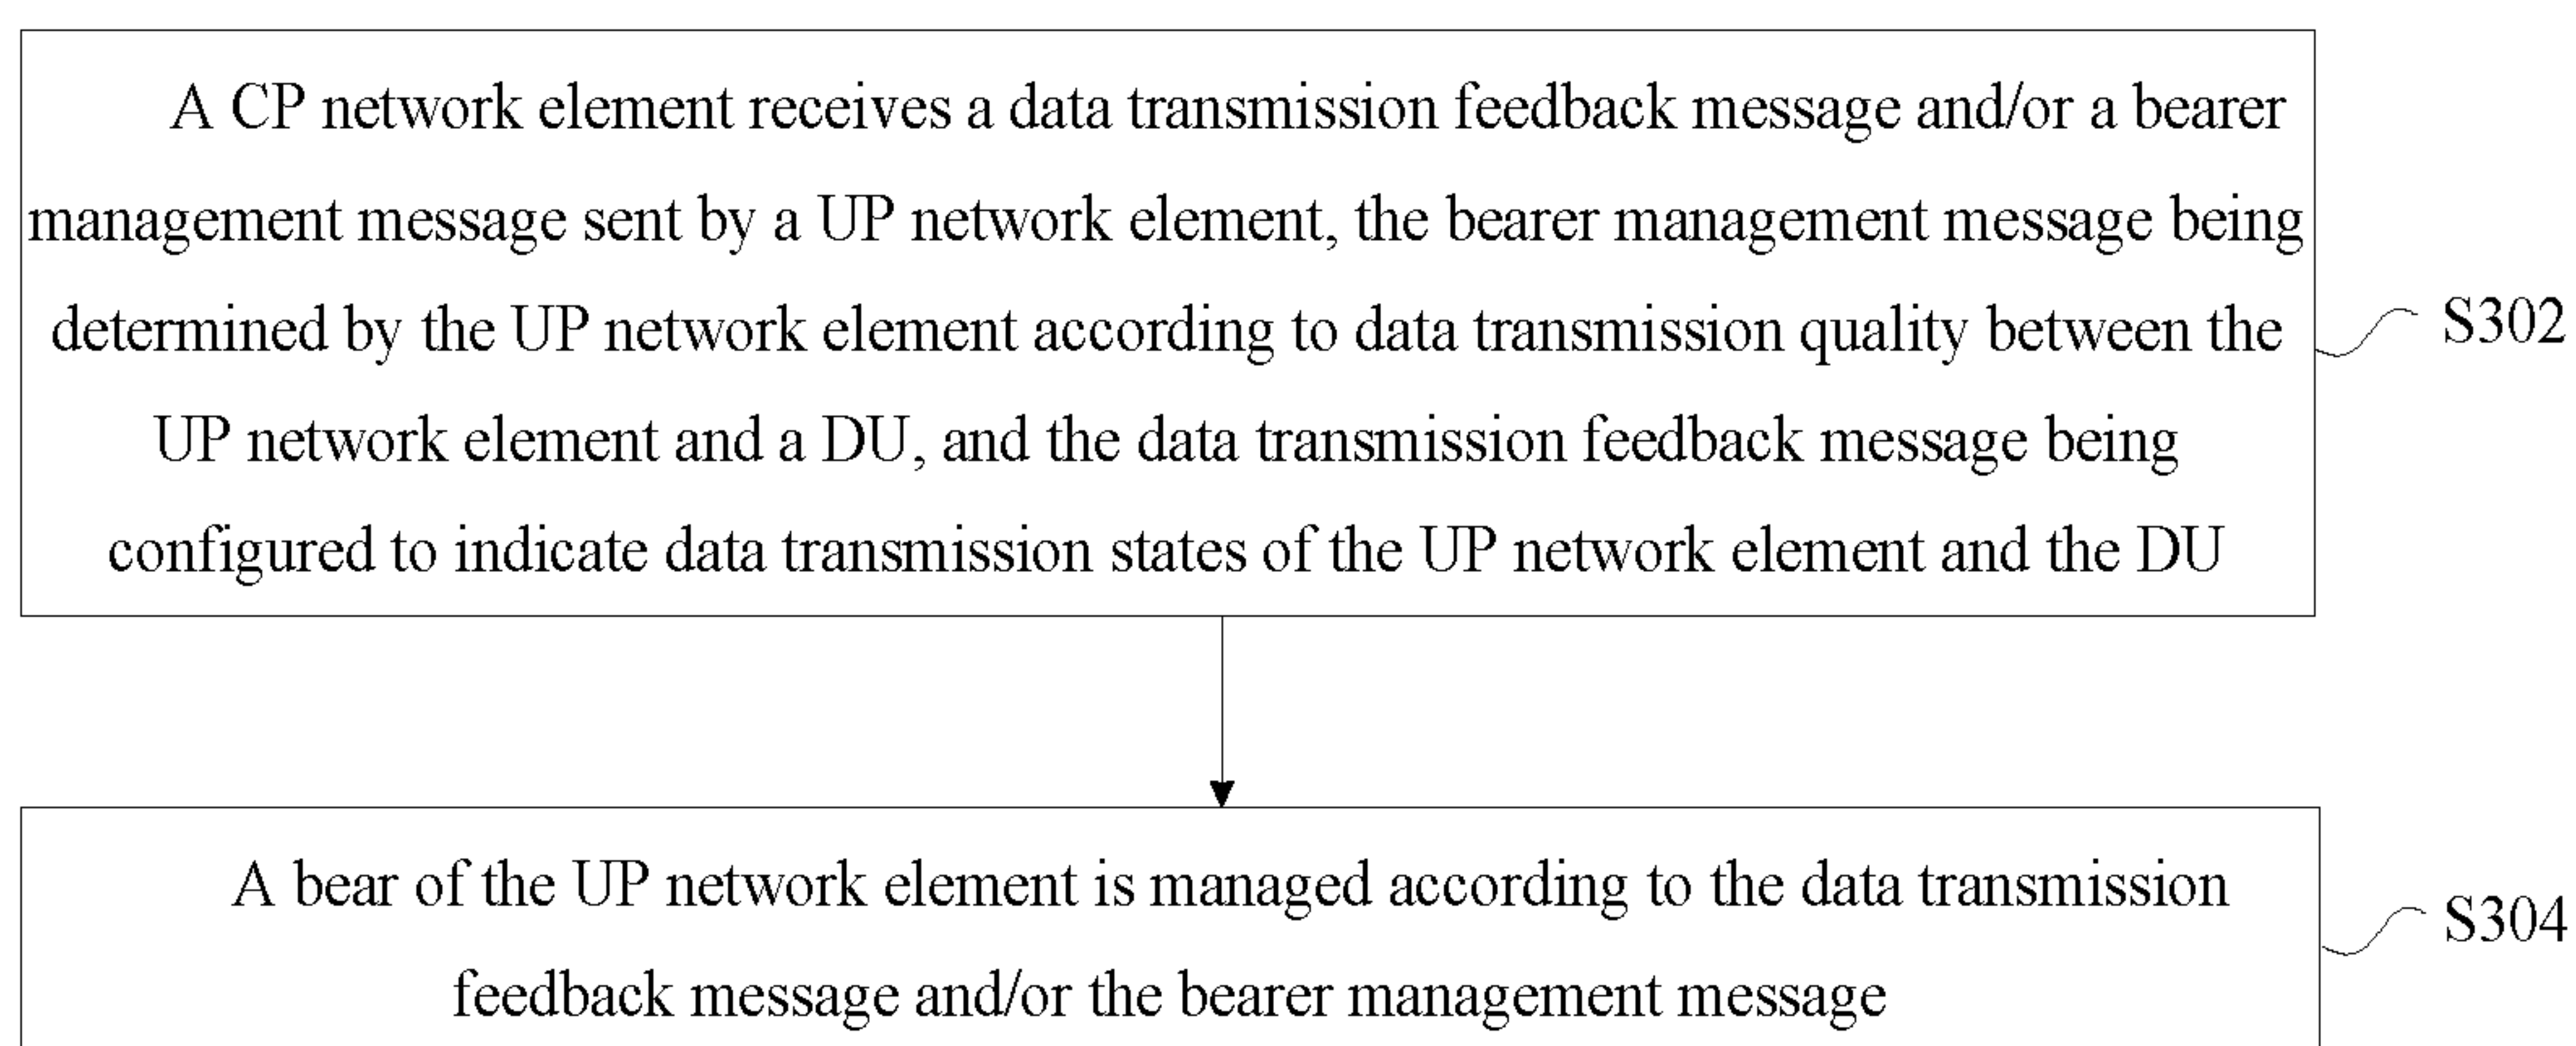 A CP network element receives a data transmission feedback message and/or a bearer
management message sent by a UP network element, the bearer management message being
determined by the UP network element according to data transmission quality between the
UP network element and a DU, and the data transmission feedback message being
configured to indicate data transmission states of the UP network element and the DU
S302
A bear of the UP network element is managed according to the data transmission
feedback message and/or the bearer management message
S304